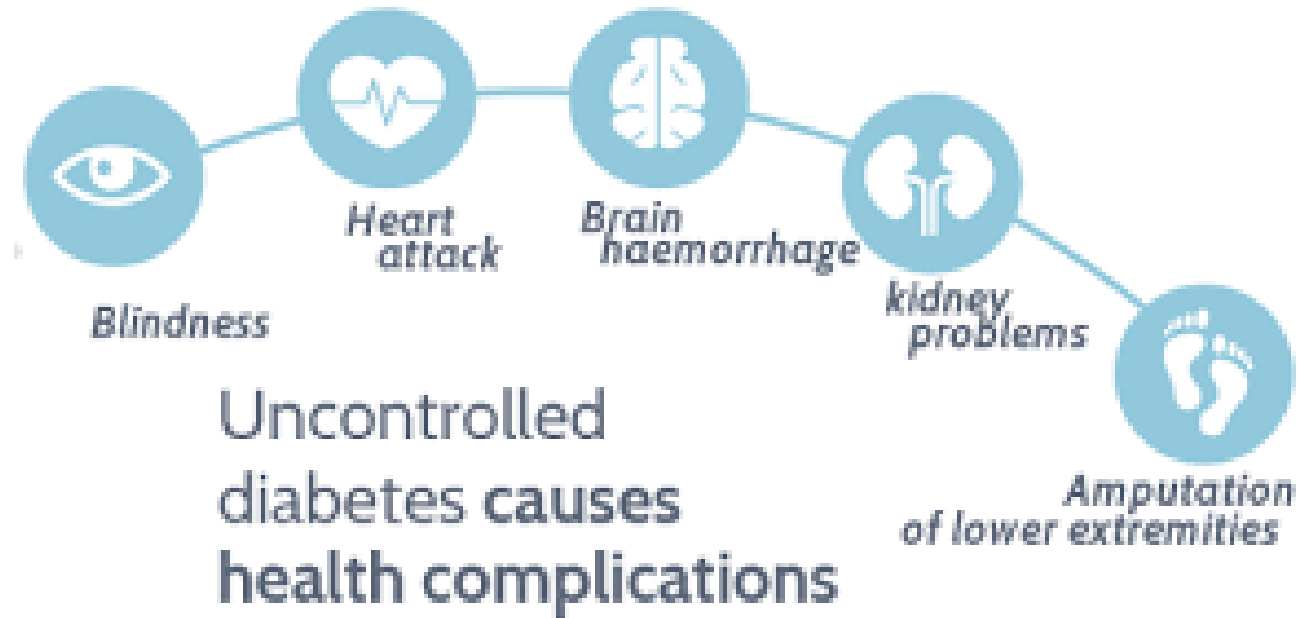 Blindness
Heart
attack
Brain
haemorrhage
kidney
problems
Amputation
of lower extremities
Uncontrolled
diabetes causes
health complications